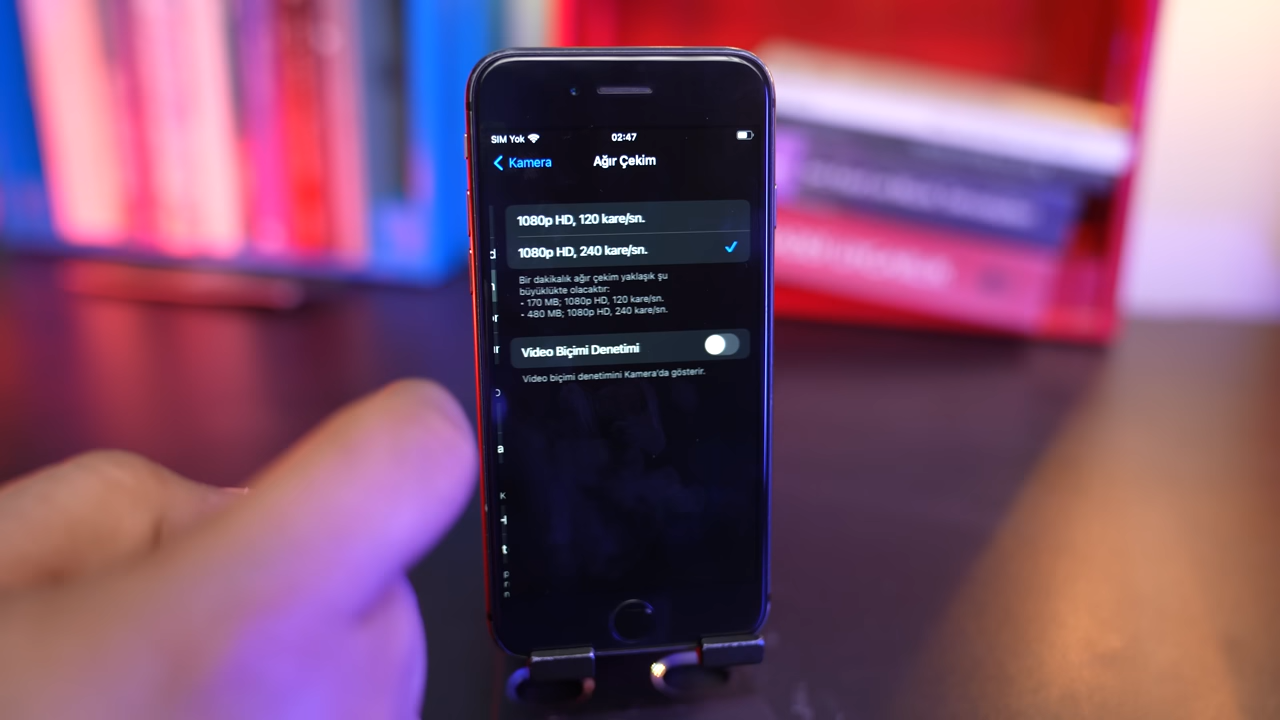 SIM Yok
02:47
Kamera
Ağır Çekim
1080p HD, 120 kare/sn.
1080p HD, 240 kare/sn.
Bir dakikalık ağır çekim yaklaşık şu
büyüklükte olacaktır:
- 170 MB; 1080p HD, 120 kare/sn.
- 480 MB; 1080p HD, 240 kare/sn.
Video Biçimi Denetimi
Video biçimi denetimini Kamera'da gösterir.